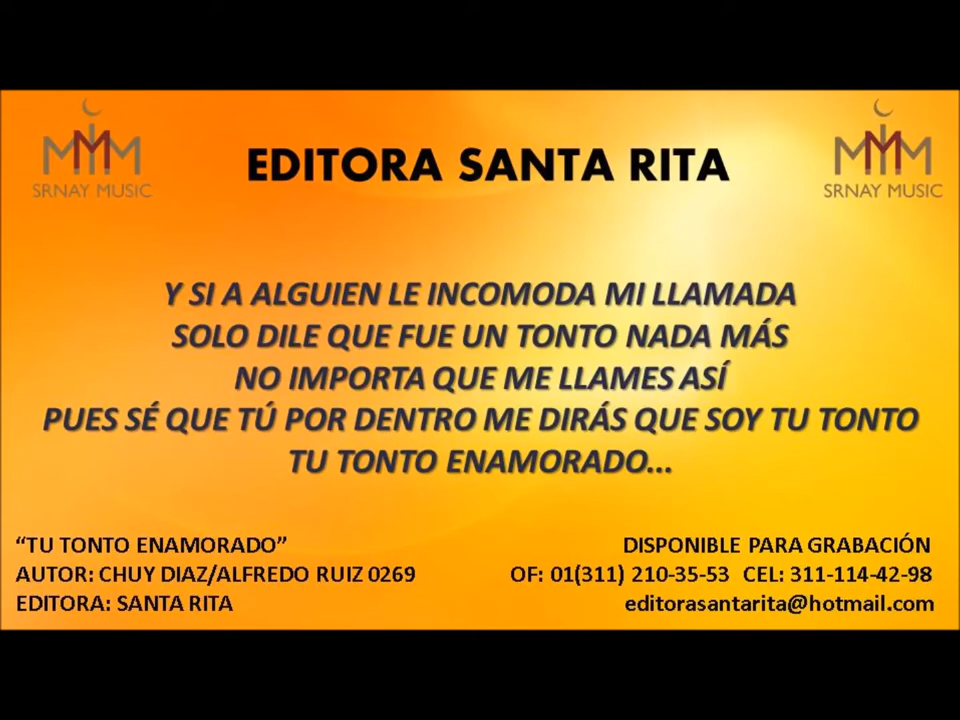 SRNAY MUSIC
SRNAY MUSIC
EDITORA SANTA RITA
Y SI A ALGUIEN LE INCOMODA MI LLAMADA
SOLO DILE QUE FUE UN TONTO NADA MÁS
NO IMPORTA QUE ME LLAMES ASÍ
PUES SÉ QUE TÚ POR DENTRO ME DIRÁS QUE SOY TU TONTO
TU TONTO ENAMORADO...
“TU TONTO ENAMORADO”
AUTOR: CHUY DIAZ/ALFREDO RUIZ 0269
EDITORA: SANTA RITA
DISPONIBLE PARA GRABACIÓN
OF: 01(311) 210-35-53 CEL: 311-114-42-98
editorasantarita@hotmail.com